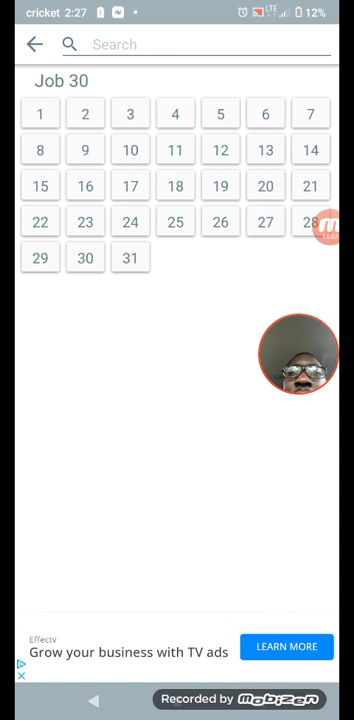 cricket 2:27 LTE 12%
Search
Job 30
1 2 3 4 5 6 7
8 9 10 11 12 13 14
15 16 17 18 19 20 21
22 23 24 25 26 27 28
29 30 31
Effectv
Grow your business with TV ads
LEARN MORE
Recorded by MOBIZEN